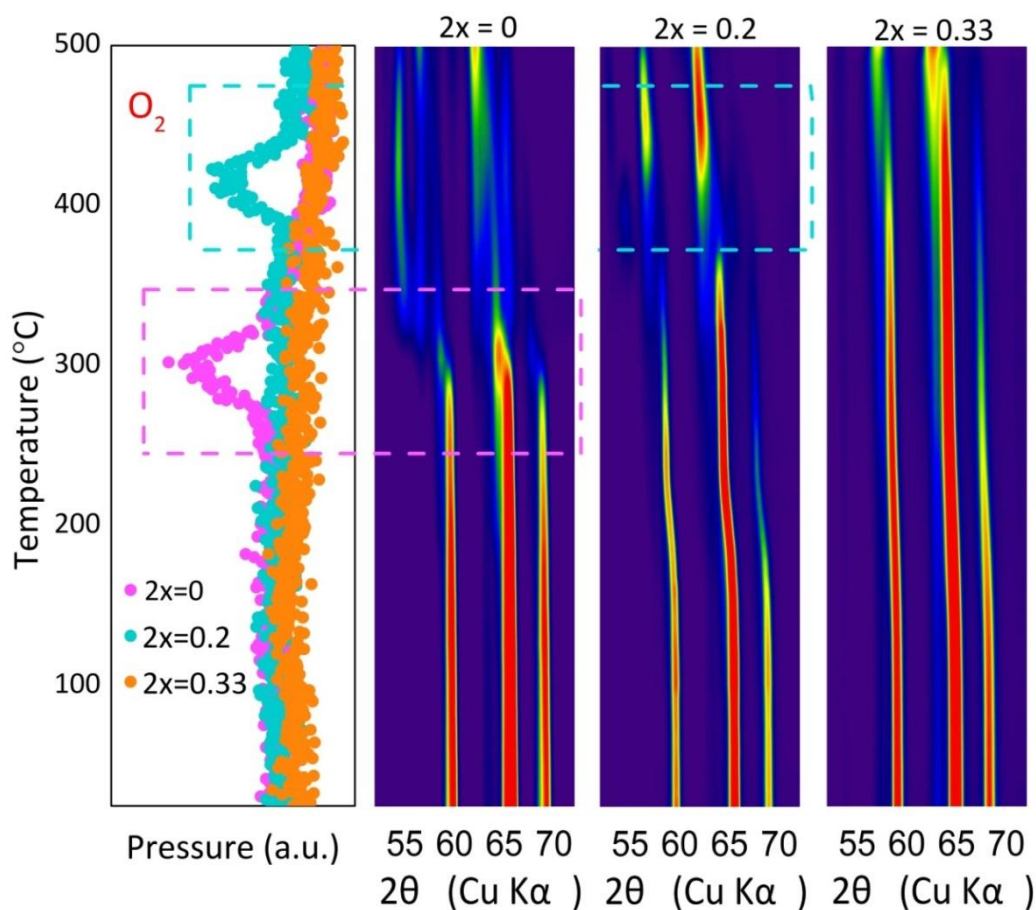 2x = 0
2x = 0.2
2x = 0.33
500
400
300
200
100
Temperature (°C)
O2
2x=0
2x=0.2
2x=0.33
Pressure (a.u.)
55 60 65 70
2θ (Cu Kα )
55 60 65 70
2θ (Cu Kα )
55 60 65 70
2θ (Cu Kα )